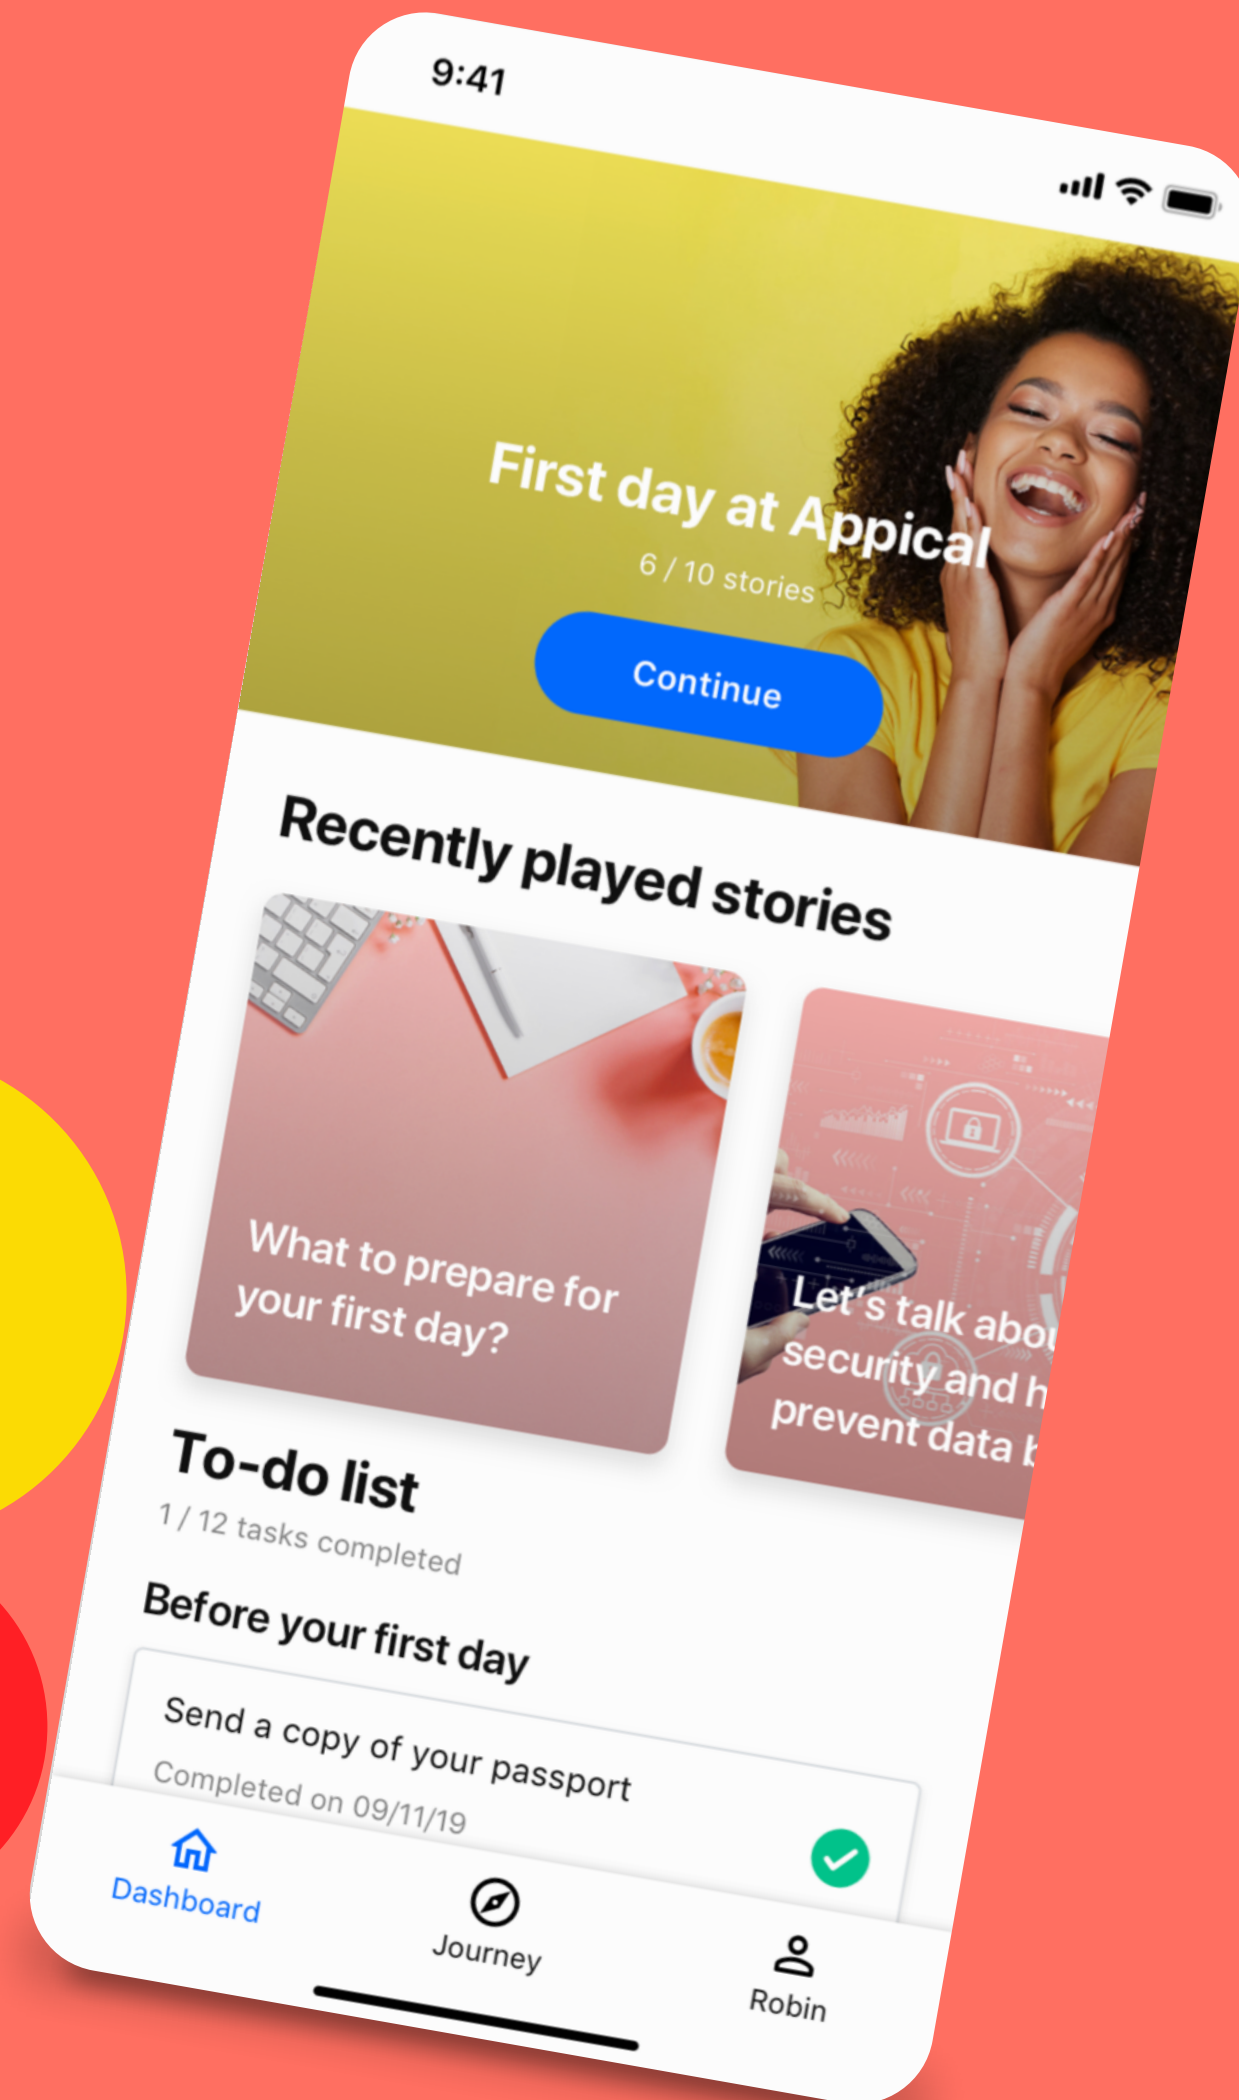 9:41
First day at Appical
6 / 10 stories
Continue
Recently played stories
What to prepare for
your first day?
Let's talk abou
security and h
prevent data b
To-do list
1 / 12 tasks completed
Before your first day
Send a copy of your passport
Completed on 09/11/19
Dashboard
Journey
Robin